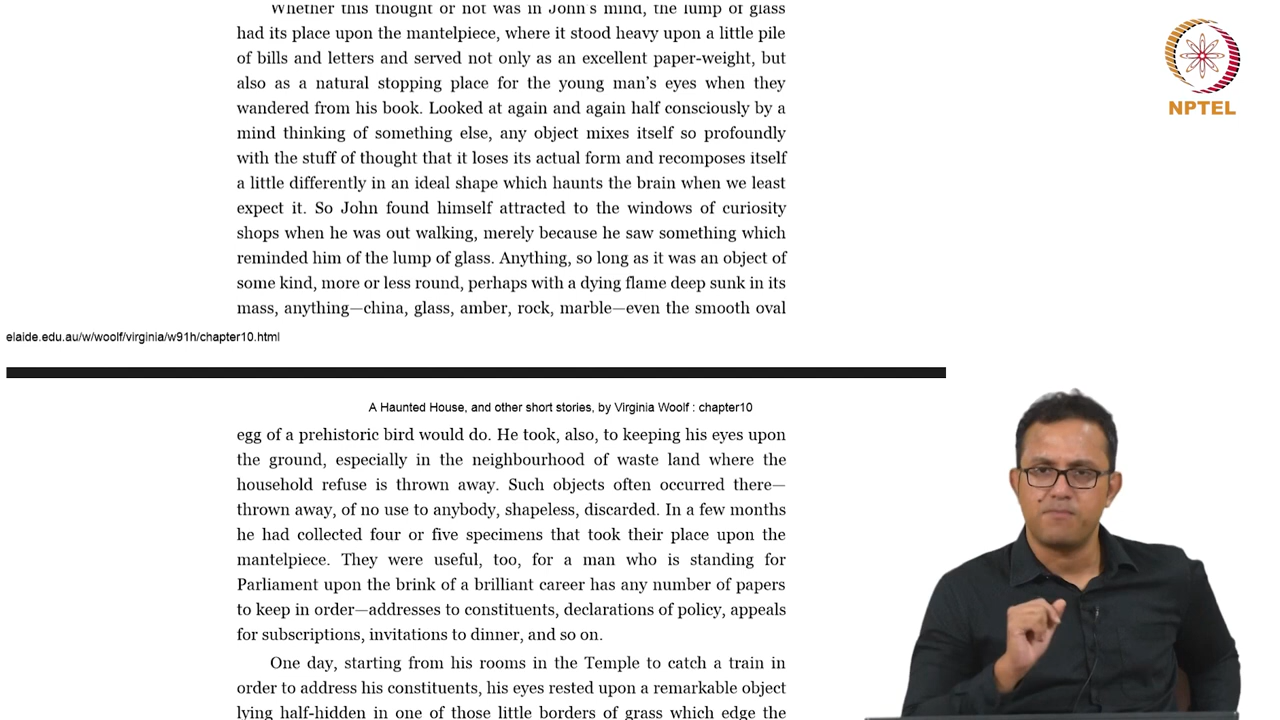 Whether this thought or not was in John's mind, the lump of glass
had its place upon the mantelpiece, where it stood heavy upon a little pile
of bills and letters and served not only as an excellent paper-weight, but
also as a natural stopping place for the young man's eyes when they
wandered from his book. Looked at again and again half consciously by a
mind thinking of something else, any object mixes itself so profoundly
with the stuff of thought that it loses its actual form and recomposes itself
a little differently in an ideal shape which haunts the brain when we least
expect it. So John found himself attracted to the windows of curiosity
shops when he was out walking, merely because he saw something which
reminded him of the lump of glass. Anything, so long as it was an object of
some kind, more or less round, perhaps with a dying flame deep sunk in its
mass, anything—china, glass, amber, rock, marble—even the smooth oval
elaide.edu.au/w/woolf/virginia/w91h/chapter10.html
A Haunted House, and other short stories, by Virginia Woolf : chapter10
egg of a prehistoric bird would do. He took, also, to keeping his eyes upon
the ground, especially in the neighbourhood of waste land where the
household refuse is thrown away. Such objects often occurred there—
thrown away, of no use to anybody, shapeless, discarded. In a few months
he had collected four or five specimens that took their place upon the
mantelpiece. They were useful, too, for a man who is standing for
Parliament upon the brink of a brilliant career has any number of papers
to keep in order—addresses to constituents, declarations of policy, appeals
for subscriptions, invitations to dinner, and so on.
One day, starting from his rooms in the Temple to catch a train in
order to address his constituents, his eyes rested upon a remarkable object
lying half-hidden in one of those little borders of grass which edge the
NPTEL